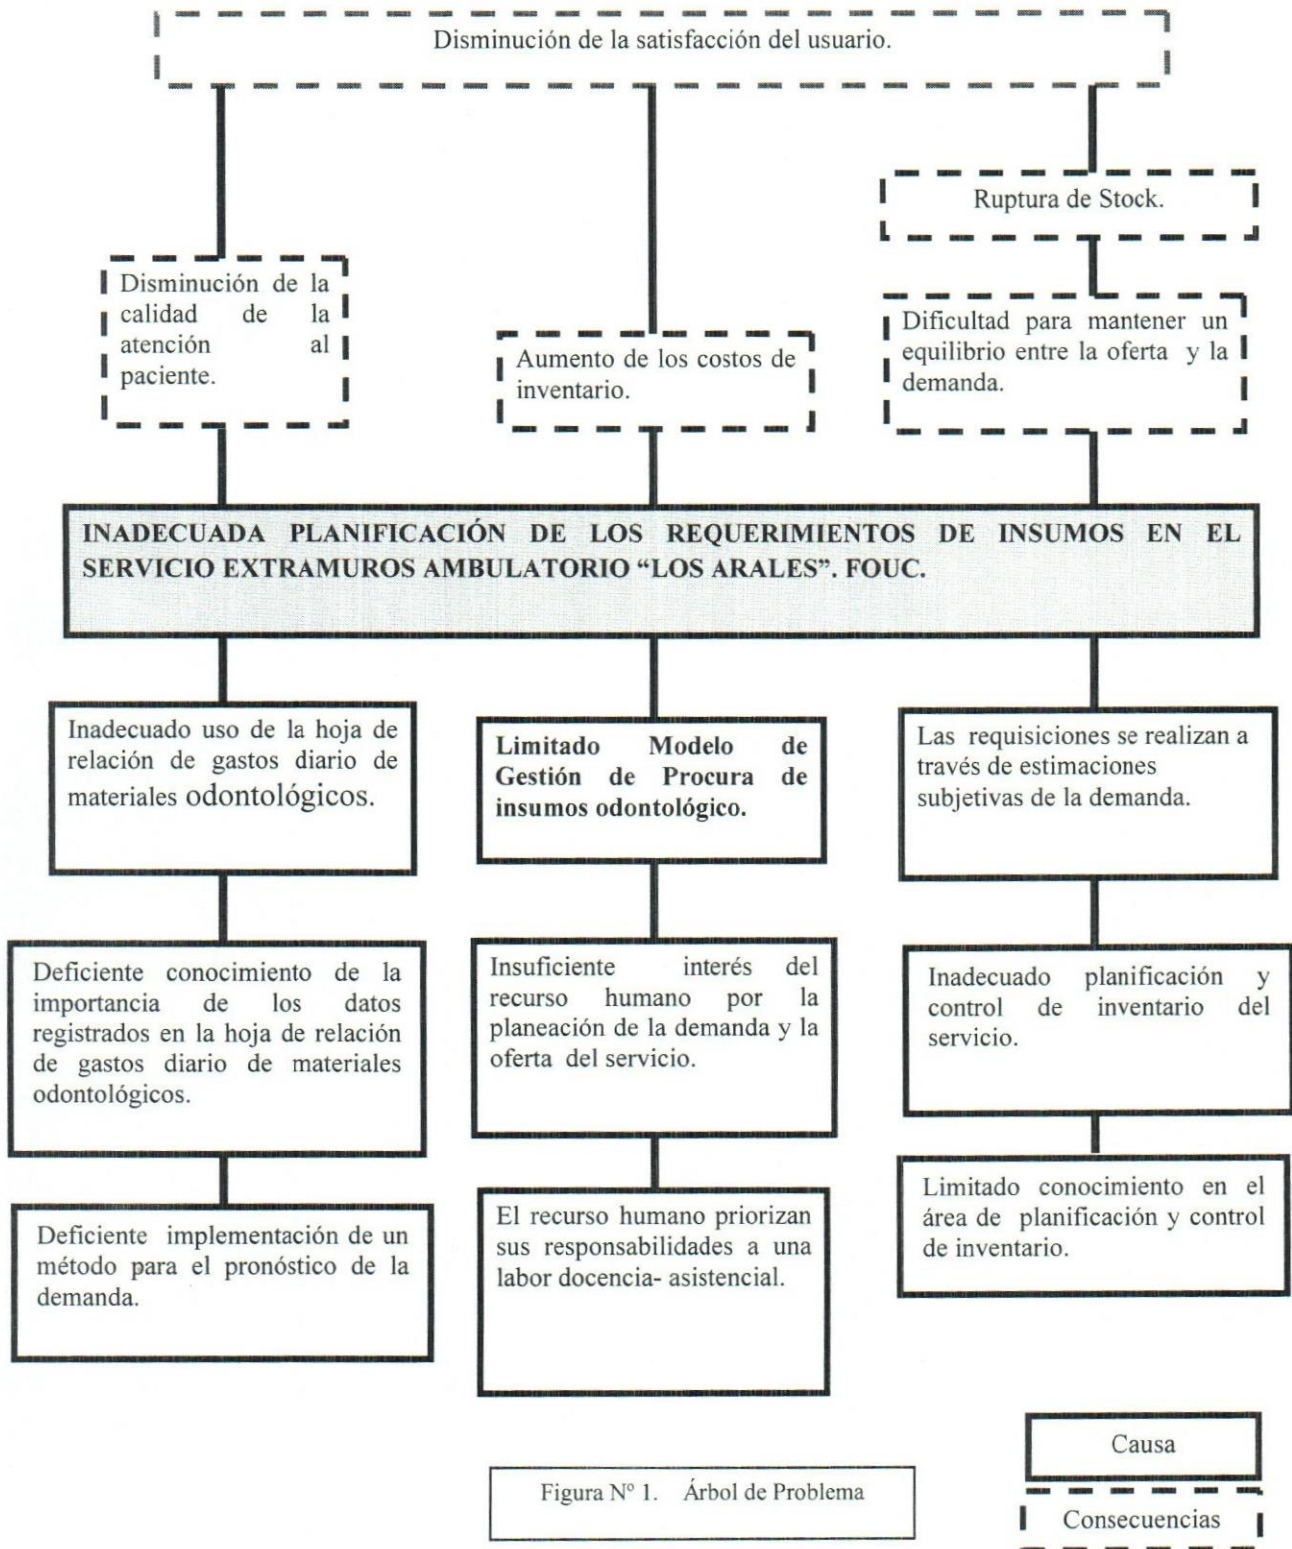 Disminución de la satisfacción del usuario.
Ruptura de Stock.
Disminución de la
calidad de la
atención al
paciente.
Aumento de los costos de
inventario.
Dificultad para mantener un
equilibrio entre la oferta y la
demanda.
INADECUADA PLANIFICACIÓN DE LOS REQUERIMIENTOS DE INSUMOS EN EL
SERVICIO EXTRAMUROS AMBULATORIO “LOS ARALES”. FOUC.
Inadecuado uso de la hoja de
relación de gastos diario de
materiales odontológicos.
Limitado Modelo de
Gestión de Procura de
insumos odontológico.
Las requisiciones se realizan a
través de estimaciones
subjetivas de la demanda.
Deficiente conocimiento de la
importancia de los datos
registrados en la hoja de relación
de gastos diario de materiales
odontológicos.
Insuficiente interés del
recurso humano por la
planeación de la demanda y la
oferta del servicio.
Inadecuado planificación y
control de inventario del
servicio.
Deficiente implementación de un
método para el pronóstico de la
demanda.
El recurso humano priorizan
sus responsabilidades a una
labor docencia- asistencial.
Limitado conocimiento en el
área de planificación y control
de inventario.
Causa
Figura Nº 1. Árbol de Problema
Consecuencias